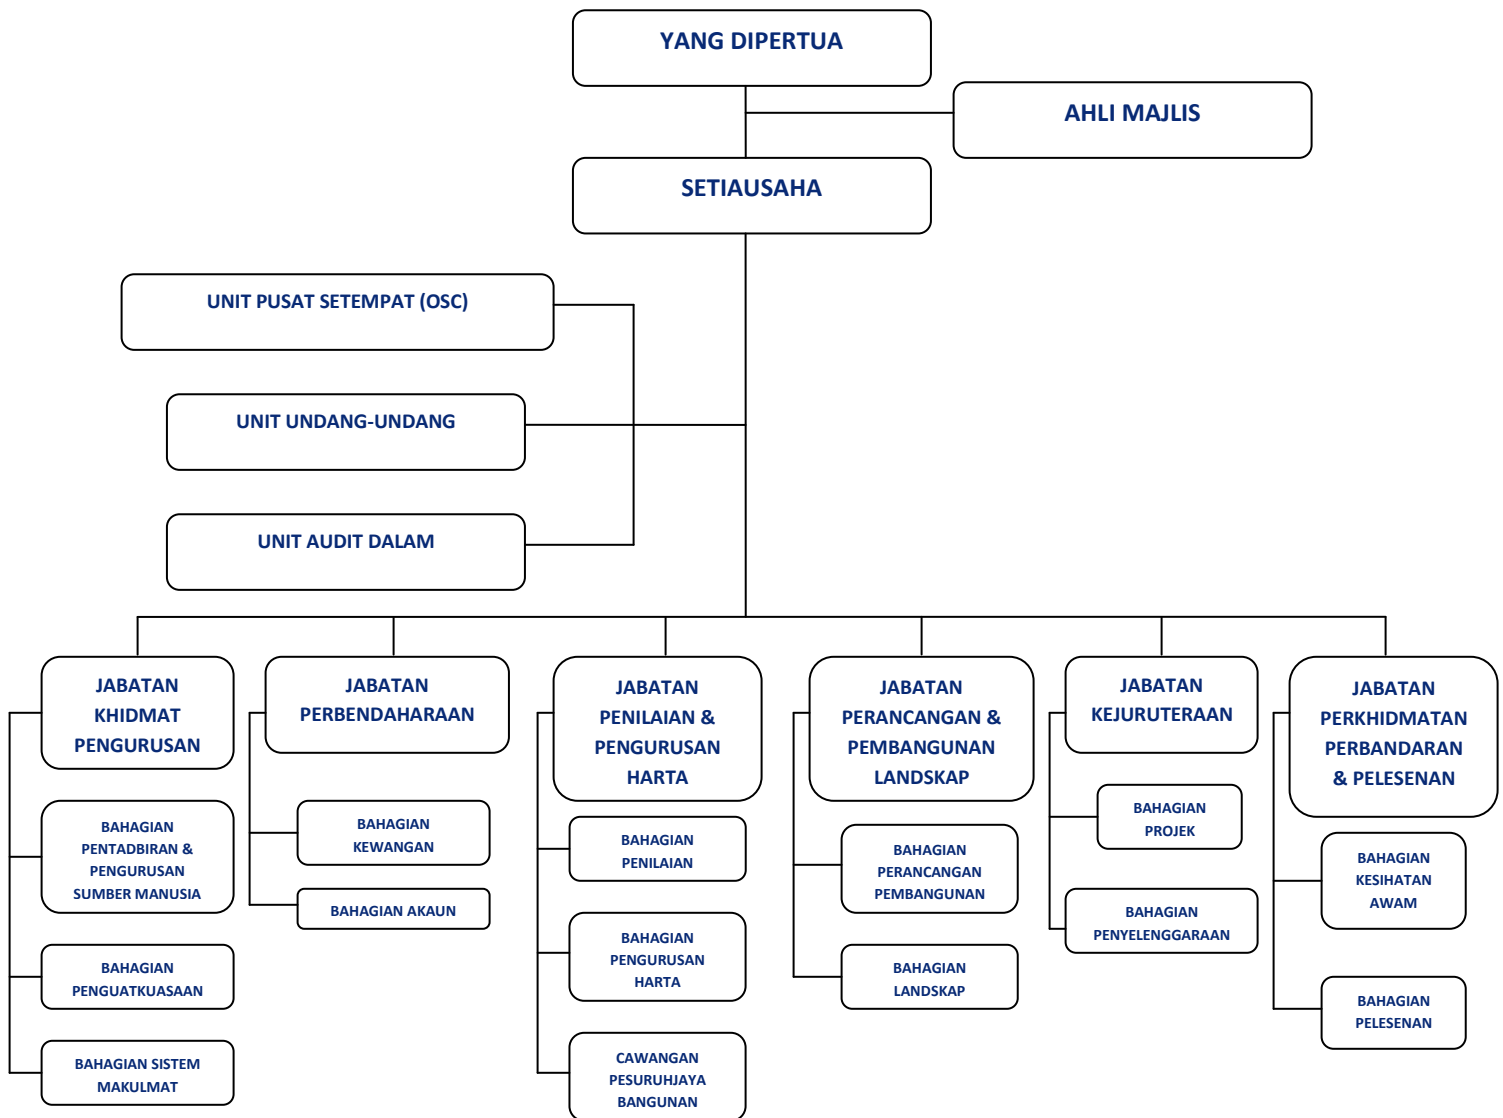 YANG DIPERTUA
AHLI MAJLIS
SETIAUSAHA
UNIT PUSAT SETEMPAT (OSC)
UNIT UNDANG-UNDANG
UNIT AUDIT DALAM
JABATAN
KHIDMAT
PENGURUSAN
BAHAGIAN
PENTADBIRAN &
PENGURUSAN
SUMBER MANUSIA
BAHAGIAN
PENGUATKUASAAN
BAHAGIAN SISTEM
MAKULMAT
JABATAN
PERBENDAHARAAN
BAHAGIAN
KEWANGAN
BAHAGIAN AKAUN
JABATAN
PENILAIAN &
PENGURUSAN
HARTA
BAHAGIAN
PENILAIAN
BAHAGIAN
PENGURUSAN
HARTA
CAWANGAN
PESURUHJAYA
BANGUNAN
JABATAN
PERANCANGAN &
PEMBANGUNAN
LANDSKAP
BAHAGIAN
PERANCANGAN
PEMBANGUNAN
BAHAGIAN
LANDSKAP
JABATAN
KEJURUTERAAN
BAHAGIAN
PROJEK
BAHAGIAN
PENYELENGGARAAN
JABATAN
PERKHIDMATAN
PERBANDARAN
& PELESENAN
BAHAGIAN
KESIHATAN
AWAM
BAHAGIAN
PELESENAN